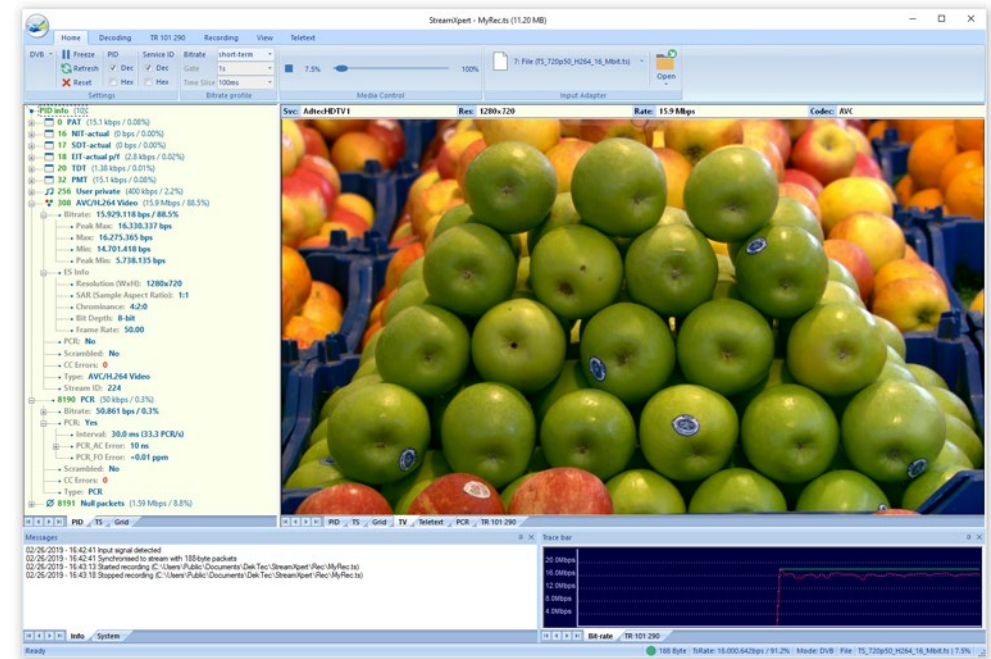 StreamXpert - MyRec.ts (11.20 MB)
Home Decoding TR 101 290 Recording View Teletext
DVB Freeze PID Service ID Bitrate short-term
Refresh Dec Dec Gate 1s 7.5% 100% 7: File (TS_720p50_H264_16_Mbit.ts) Open
Reset Hex Hex Time Slice 100ms
Settings Bitrate profile Media Control Input Adapter
PID info (10):
0 PAT (15.1 kbps / 0.08%)
16 NIT-actual (0 bps / 0.00%)
17 SDT-actual (0 bps / 0.00%)
18 EIT-actual p/f (2.8 kbps / 0.02%)
20 TDT (1.38 kbps / 0.01%)
32 PMT (15.1 kbps / 0.08%)
256 User private (400 kbps / 2.2%)
308 AVC/H.264 Video (15.9 Mbps / 88.5%)
Bitrate: 15.929.118 bps / 88.5%
Peak Max: 16.330.337 bps
Max: 16.275.365 bps
Min: 14.701.418 bps
Peak Min: 5.738.135 bps
ES Info
Resolution (WxH): 1280x720
SAR (Sample Aspect Ratio): 1:1
Chrominance: 4:2:0
Bit Depth: 8-bit
Frame Rate: 50.00
PCR: No
Scrambled: No
CC Errors: 0
Type: AVC/H.264 Video
Stream ID: 224
8190 PCR (50 kbps / 0.3%)
Bitrate: 50.861 bps / 0.3%
PCR: Yes
Interval: 30.0 ms (33.3 PCR/s)
PCR_AC Error: 10 ns
PCR_FO Error: +0.01 ppm
Scrambled: No
CC Errors: 0
Type: PCR
8191 Null packets (1.59 Mbps / 8.8%)
PID TS Grid
Svc: AdtecHDTV1 Res: 1280x720 Rate: 15.9 Mbps Codec: AVC
PID TS Grid TV Teletext PCR TR 101 290
Messages
02/26/2019 - 16:42:41 Input signal detected
02/26/2019 - 16:42:41 Synchronised to stream with 188-byte packets
02/26/2019 - 16:43:13 Started recording (C:\Users\Public\Documents\DekTec\StreamXpert\Rec\MyRec.ts)
02/26/2019 - 16:43:18 Stopped recording (C:\Users\Public\Documents\DekTec\StreamXpert\Rec\MyRec.ts)
Info System
Trace bar
20.0Mbps
16.0Mbps
12.0Mbps
8.0Mbps
4.0Mbps
Bit-rate TR 101 290
Ready 188 Byte TsRate: 18.000.642bps / 91.2% Mode: DVB File TS_720p50_H264_16_Mbit.ts | 7.5%